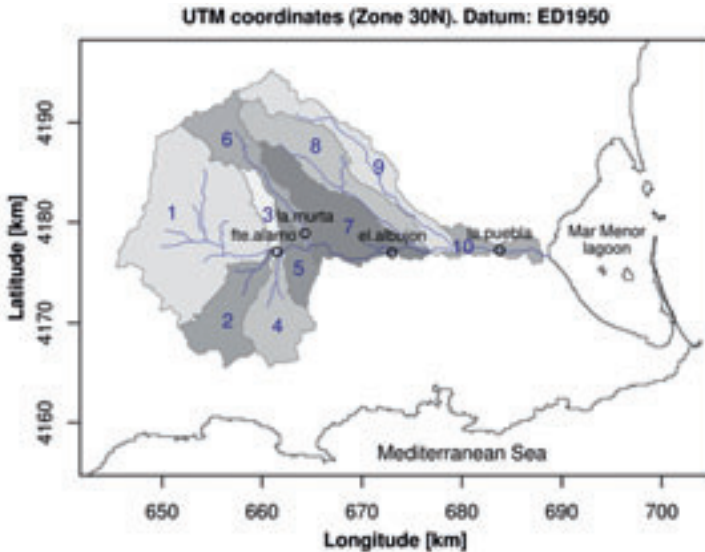 UTM coordinates (Zone 30N). Datum: ED1950
4190
6
8
9
1
3
la.murta
4180
7
fte.alamo
el.albujon
10
la.puebla
Mar Menor
lagoon
Latitude [km]
5
4170
2
4
4160
Mediterranean Sea
650 660 670 680 690 700
Longitude [km]